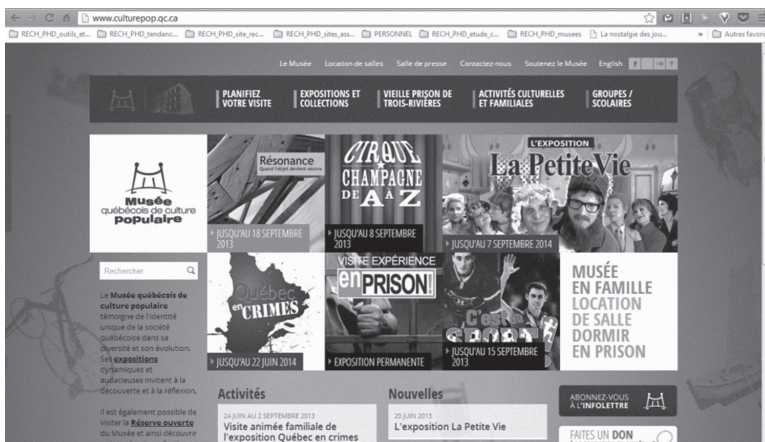 www.culturepop.qc.ca
RECH_PHD_outils_et... RECH_PHD_tendanc... RECH_PHD_site_rec... RECH_PHD_sites_ass... PERSONNEL RECH_PHD_etude_c... RECH_PHD_musees La nostalgie des jou... » Autres favori
Le Musée Location de salles Salle de presse Contactez-nous Soutenez le Musée English
PLANIFIEZ
VOTRE VISITE
EXPOSITIONS ET
COLLECTIONS
VIEILLE PRISON DE
TROIS-RIVIÈRES
ACTIVITÉS CULTURELLES
ET FAMILIALES
GROUPES /
SCOLAIRES
Musée
québécois de culture
populaire
Résonance
Quand l'objet devient oeuvre
JUSQU'AU 18 SEPTEMBRE
2013
CIRQUE
CHAMPAGNE
DE A À Z
JUSQU'AU 8 SEPTEMBRE
2013
L'EXPOSITION
La Petite Vie
JUSQU'AU 7 SEPTEMBRE 2014
Rechercher
Le Musée québécois de
culture populaire
témoigne de l'identité
unique de la société
québécoise dans sa
diversité et son évolution.
Ses expositions
dynamiques et
audacieuses invitent à la
découverte et à la réflexion.
Il est également possible de
visiter la Réserve ouverte
du Musée et ainsi découvrir
Québec
en CRIMES
JUSQU'AU 22 JUIN 2014
VISITE EXPÉRIENCE
en PRISON!
EXPOSITION PERMANENTE
C'est
JUSQU'AU 15 SEPTEMBRE
2013
MUSÉE
EN FAMILLE
LOCATION
DE SALLE
DORMIR
EN PRISON
Activités
24 JUIN AU 2 SEPTEMBRE 2013
Visite animée familiale de
l'exposition Québec en crimes
Nouvelles
20 JUIN 2013
L'exposition La Petite Vie
ABONNEZ-VOUS
À L'INFOLETTRE
FAITES UN DON